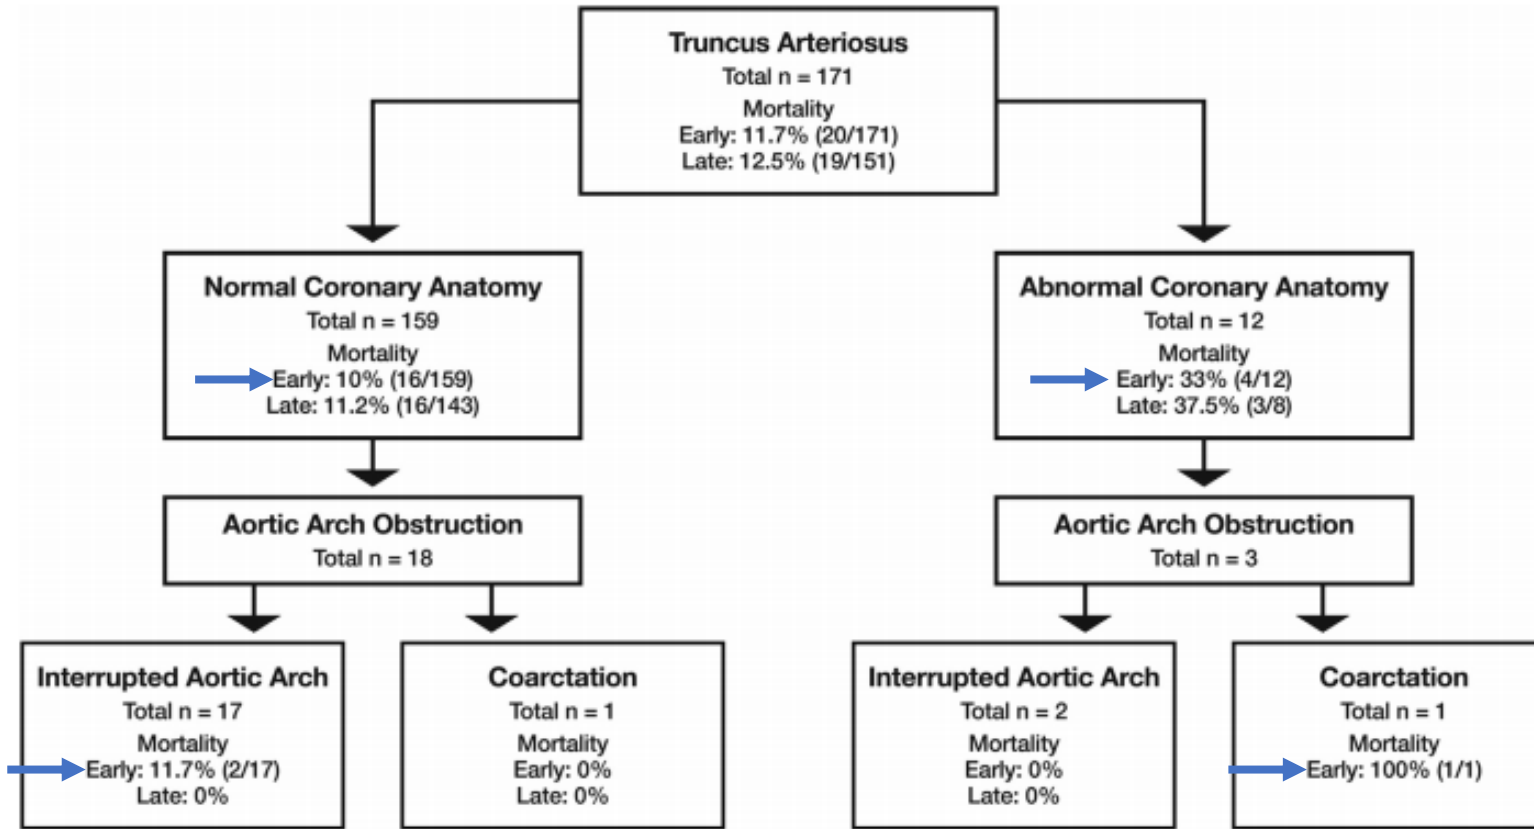 Truncus Arteriosus
Total n = 171
Mortality
Early: 11.7% (20/171)
Late: 12.5% (19/151)
Normal Coronary Anatomy
Total n = 159
Mortality
Early: 10% (16/159)
Late: 11.2% (16/143)
Abnormal Coronary Anatomy
Total n = 12
Mortality
Early: 33% (4/12)
Late: 37.5% (3/8)
Aortic Arch Obstruction
Total n = 18
Aortic Arch Obstruction
Total n = 3
Interrupted Aortic Arch
Total n = 17
Mortality
Early: 11.7% (2/17)
Late: 0%
Coarctation
Total n = 1
Mortality
Early: 0%
Late: 0%
Interrupted Aortic Arch
Total n = 2
Mortality
Early: 0%
Late: 0%
Coarctation
Total n = 1
Mortality
Early: 100% (1/1)